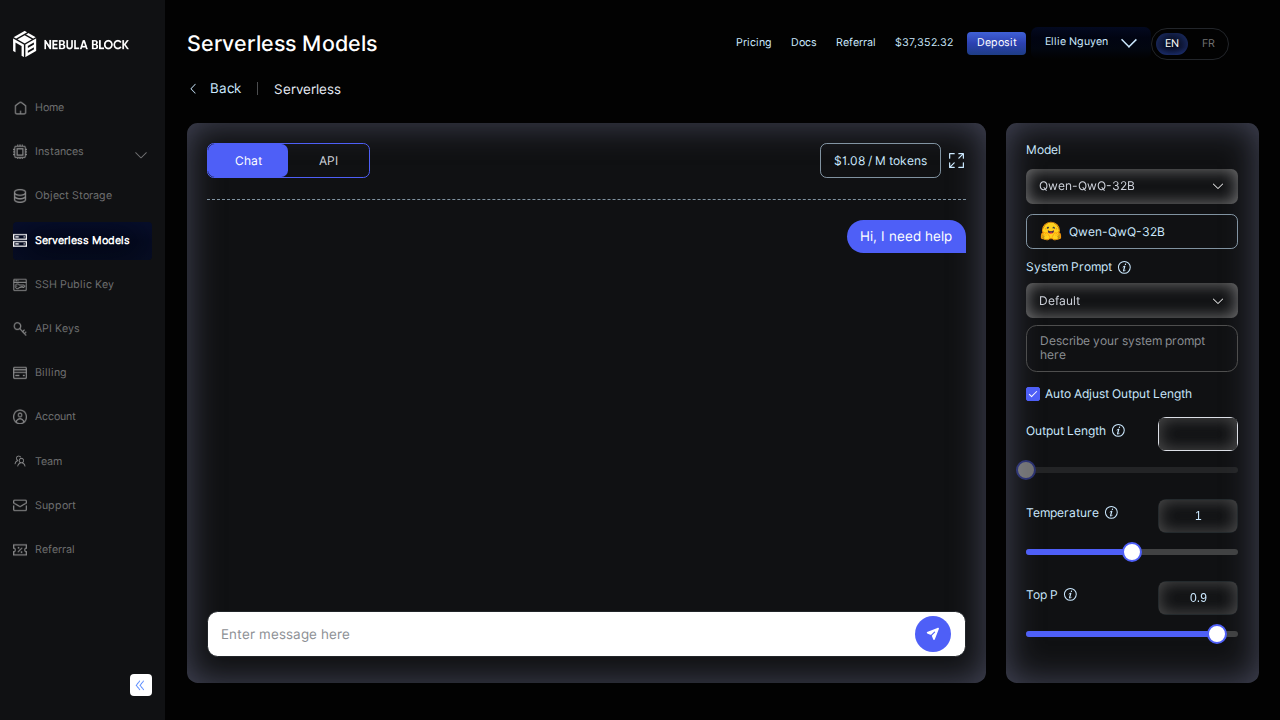 NEBULA BLOCK
Home
Instances
Object Storage
Serverless Models
SSH Public Key
API Keys
Billing
Account
Team
Support
Referral
Serverless Models
Pricing
Docs
Referral
$37,352.32
Deposit
Ellie Nguyen
EN
FR
Back
Serverless
Chat
API
$1.08 / M tokens
Hi, I need help
Enter message here
Model
Qwen-QwQ-32B
Qwen-QwQ-32B
System Prompt
Default
Describe your system prompt
here
Auto Adjust Output Length
Output Length
Temperature
1
Top P
0.9